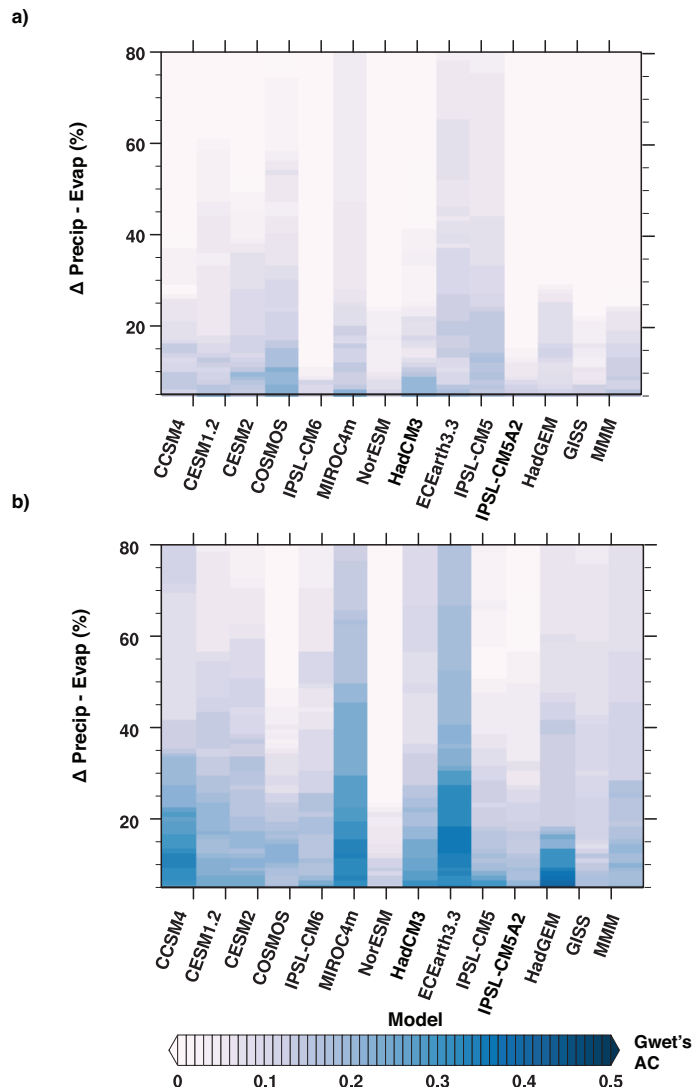 a)
Δ Precip - Evap (%)
80
60
40
20
CCSM4
CESM1.2
CESM2
COSMOS
IPSL-CM6
MIROC4m
NorESM
HadCM3
ECEarth3.3
IPSL-CM5
IPSL-CM5A2
HadGEM
GISS
MMM
b)
Δ Precip - Evap (%)
80
60
40
20
CCSM4
CESM1.2
CESM2
COSMOS
IPSL-CM6
MIROC4m
NorESM
HadCM3
ECEarth3.3
IPSL-CM5
IPSL-CM5A2
HadGEM
GISS
MMM
Model
0 0.1 0.2 0.3 0.4 0.5
Gwet's
AC